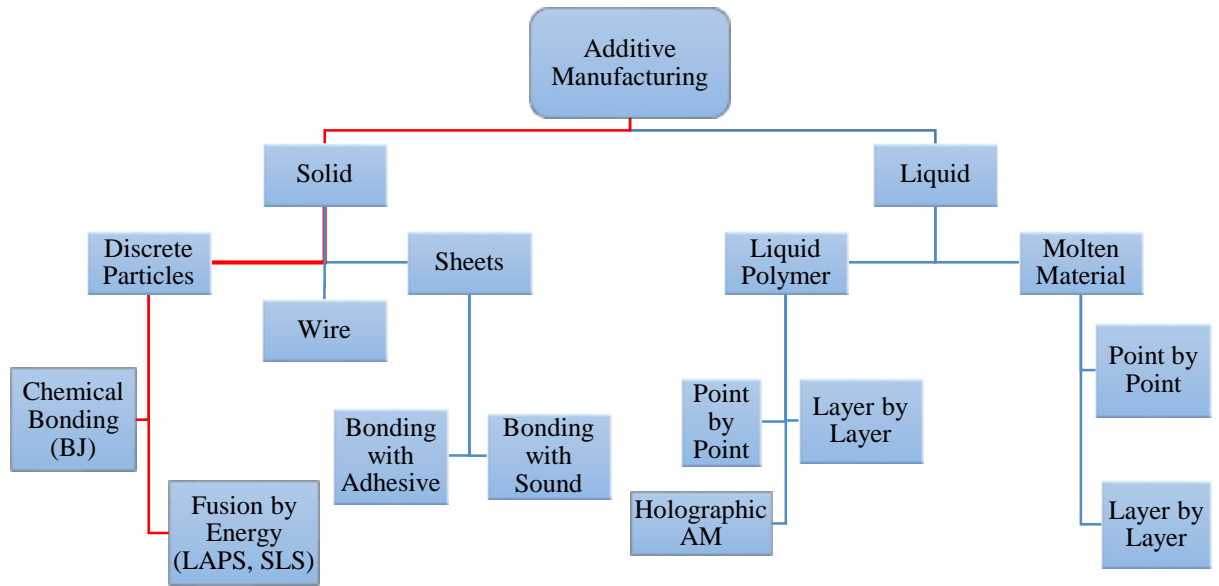 Additive
Manufacturing
Solid
Liquid
Discrete
Particles
Sheets
Liquid
Polymer
Molten
Material
Wire
Chemical
Bonding
(BJ)
Fusion by
Energy
(LAPS, SLS)
Bonding
with
Adhesive
Bonding
with
Sound
Point
by
Point
Layer by
Layer
Holographic
AM
Point by
Point
Layer by
Layer